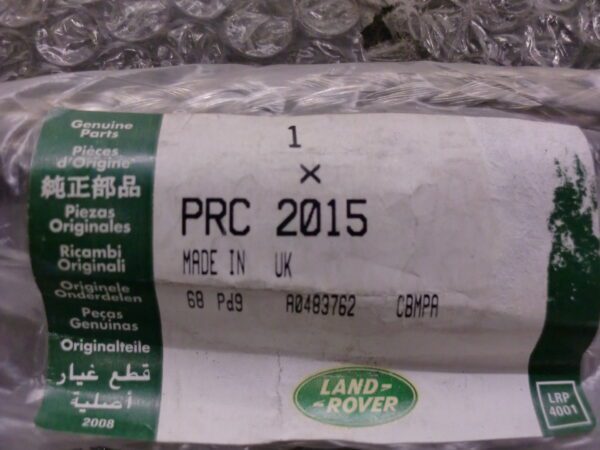 Genuine
Parts
Pièces
d'Origine
純正部品
Piezas
Originales
Ricambi
Originali
Originele
Onderdelen
Peças
Genuinas
Originalteile
قطع غيار
أصلية
2008
1
×
PRC 2015
MADE IN UK
68 Pd9 A0483762 CBMPA
LAND-
-ROVER
LRP
4001